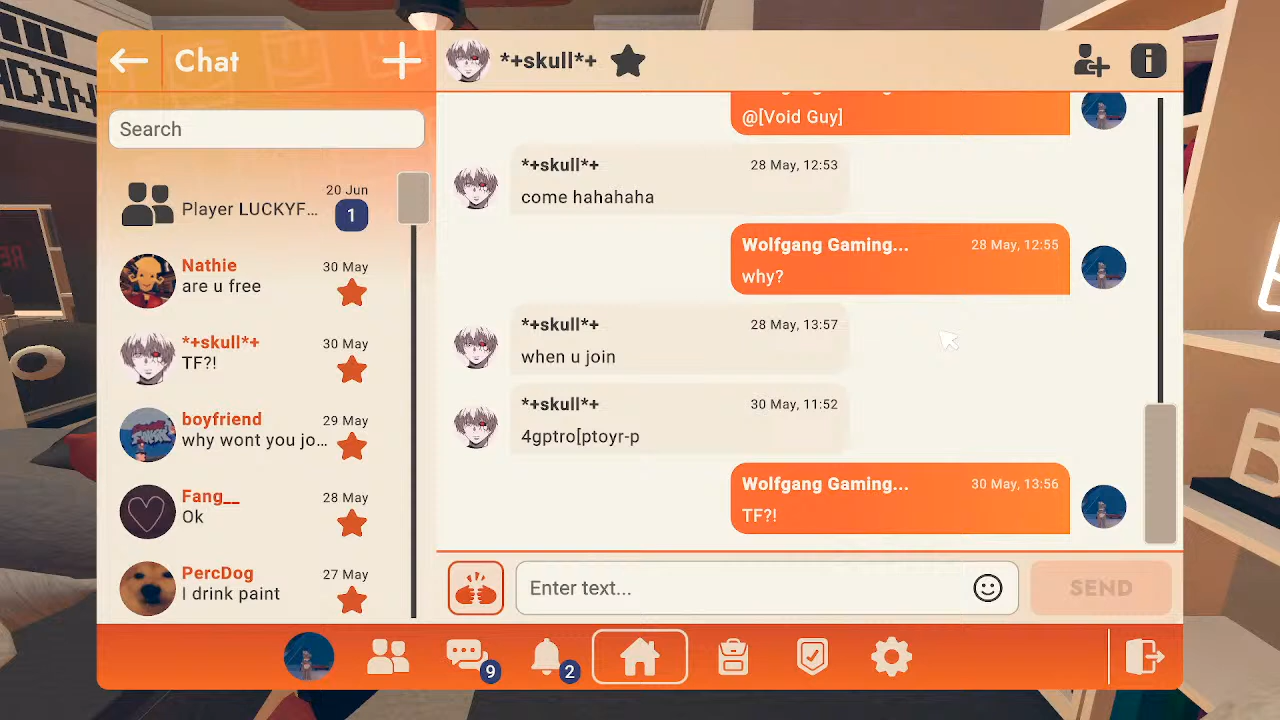 Chat
Search
20 Jun
Player LUCKYF...
1
Nathie
30 May
are u free
*+skull*+
30 May
TF?!
boyfriend
29 May
why wont you jo...
Fang__
28 May
Ok
PercDog
27 May
I drink paint
*+skull*+
@[Void Guy]
*+skull*+
28 May, 12:53
come hahahaha
Wolfgang Gaming...
28 May, 12:55
why?
*+skull*+
28 May, 13:57
when u join
*+skull*+
30 May, 11:52
4gptro[ptoyr-p
Wolfgang Gaming...
30 May, 13:56
TF?!
Enter text...
SEND
9
2